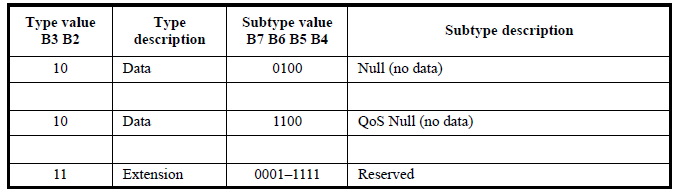 Type value B3 B2 Type description Subtype value B7 B6 B5 B4 Subtype description
10 Data 0100 Null (no data)
10 Data 1100 QoS Null (no data)
11 Extension 0001–1111 Reserved